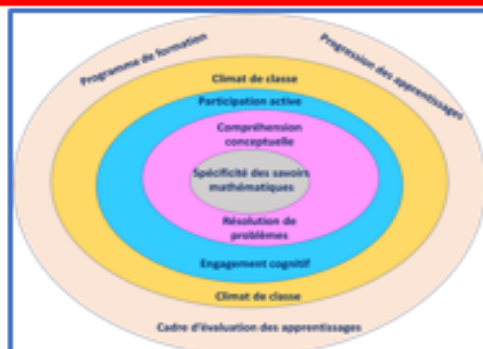 Programme de formation
Progression des apprentissages
Climat de classe
Participation active
Compréhension
conceptuelle
Spécificité des savoirs
mathématiques
Résolution de
problèmes
Engagement cognitif
Climat de classe
Cadre d'évaluation des apprentissages